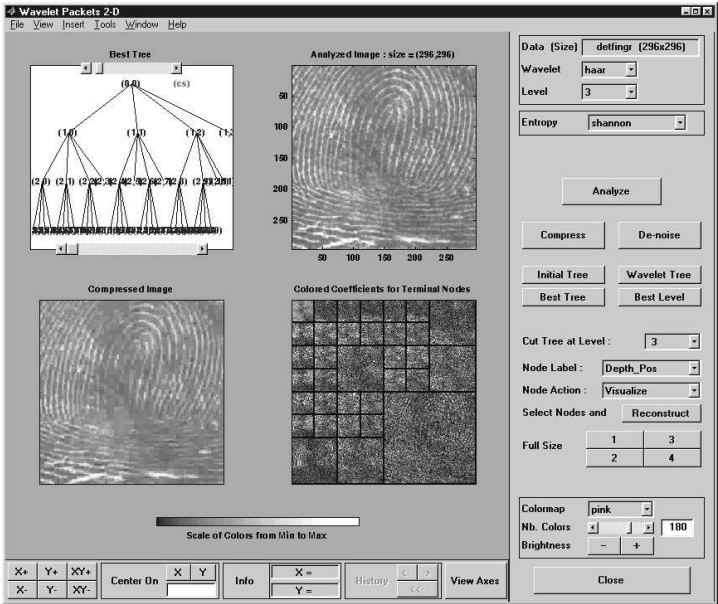 Wavelet Packets 2-D
File View Insert Tools Window Help
Best Tree
(0,0) (cs)
(1,0) (1,1) (1,2)
(2,0) (2,1)
Analyzed Image : size = (296,296)
50
100
150
200
250
50 100 150 200 250
Compressed Image
Colored Coefficients for Terminal Nodes
Scale of Colors from Min to Max
Data (Size) detfingr (296x296)
Wavelet haar
Level 3
Entropy shannon
Analyze
Compress De-noise
Initial Tree Wavelet Tree
Best Tree Best Level
Cut Tree at Level : 3
Node Label : Depth_Pos
Node Action : Visualize
Select Nodes and Reconstruct
Full Size 1 3
2 4
Colormap pink
Nb. Colors 180
Brightness - +
Close
X+ Y+ XY+
X- Y- XY-
Center On X Y
Info X =
Y =
History <- ->
<<-
View Axes